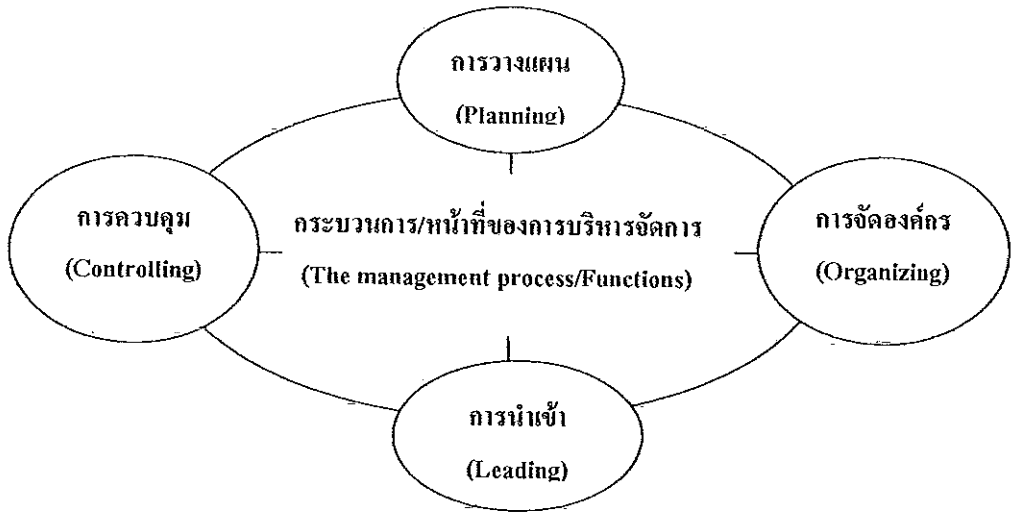 การวางแผน
(Planning)
การควบคุม
(Controlling)
กระบวนการ/หน้าที่ของการบริหารจัดการ
(The management process/Functions)
การจัดองค์กร
(Organizing)
การนำเข้า
(Leading)